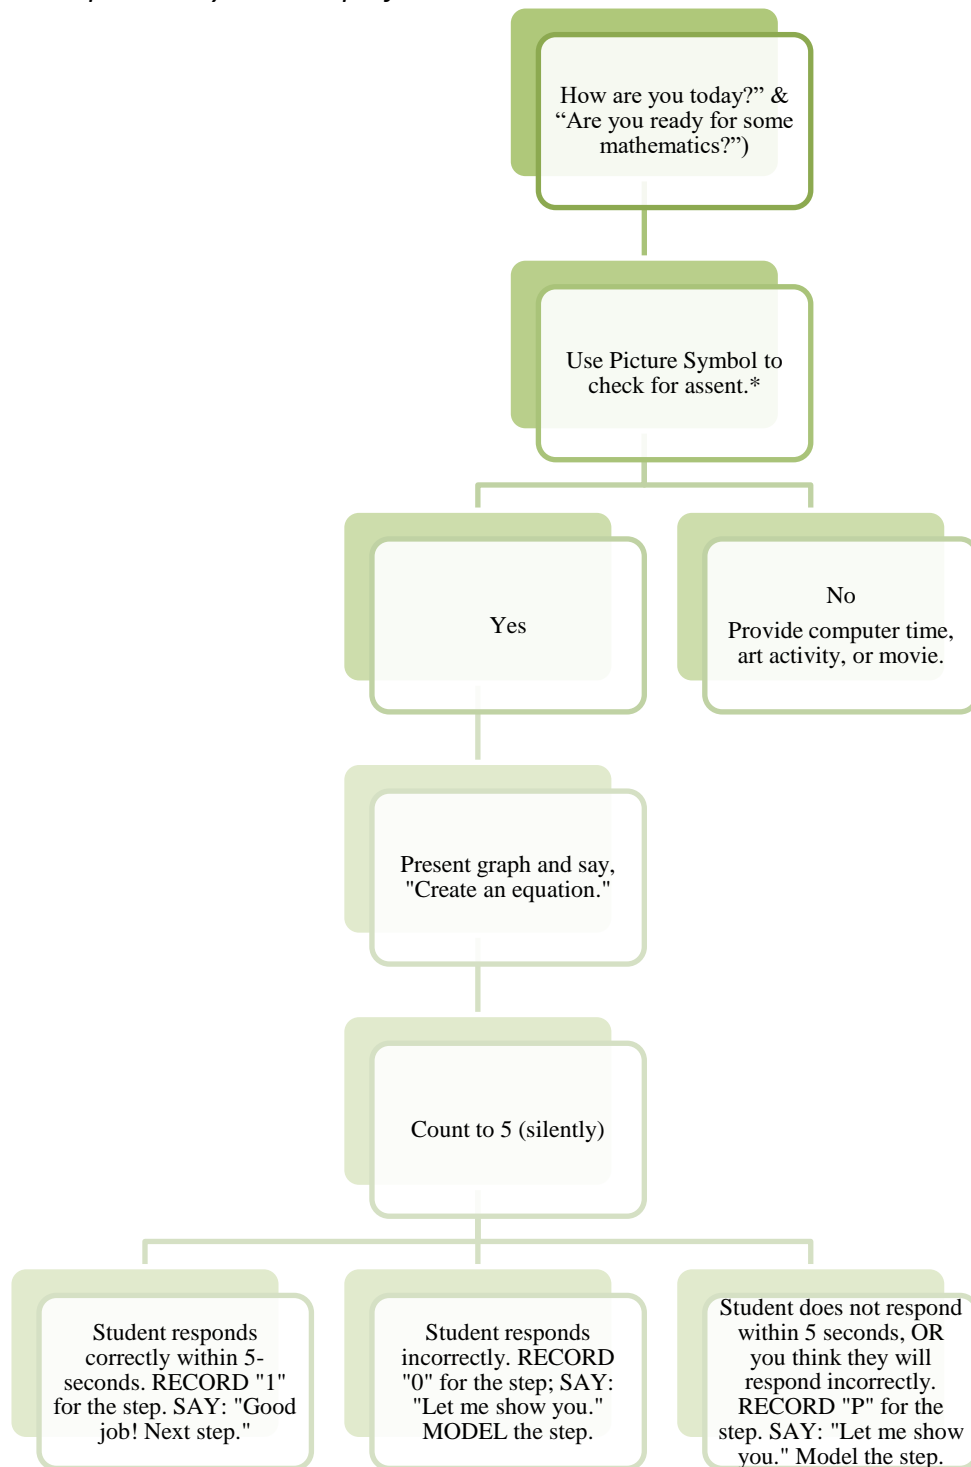 How are you today?” &
“Are you ready for some
mathematics?”)
Use Picture Symbol to
check for assent.*
Yes
No
Provide computer time,
art activity, or movie.
Present graph and say,
"Create an equation."
Count to 5 (silently)
Student responds
correctly within 5-
seconds. RECORD "1"
for the step. SAY: "Good
job! Next step."
Student responds
incorrectly. RECORD
"0" for the step; SAY:
"Let me show you."
MODEL the step.
Student does not respond
within 5 seconds, OR
you think they will
respond incorrectly.
RECORD "P" for the
step. SAY: "Let me show
you." Model the step.